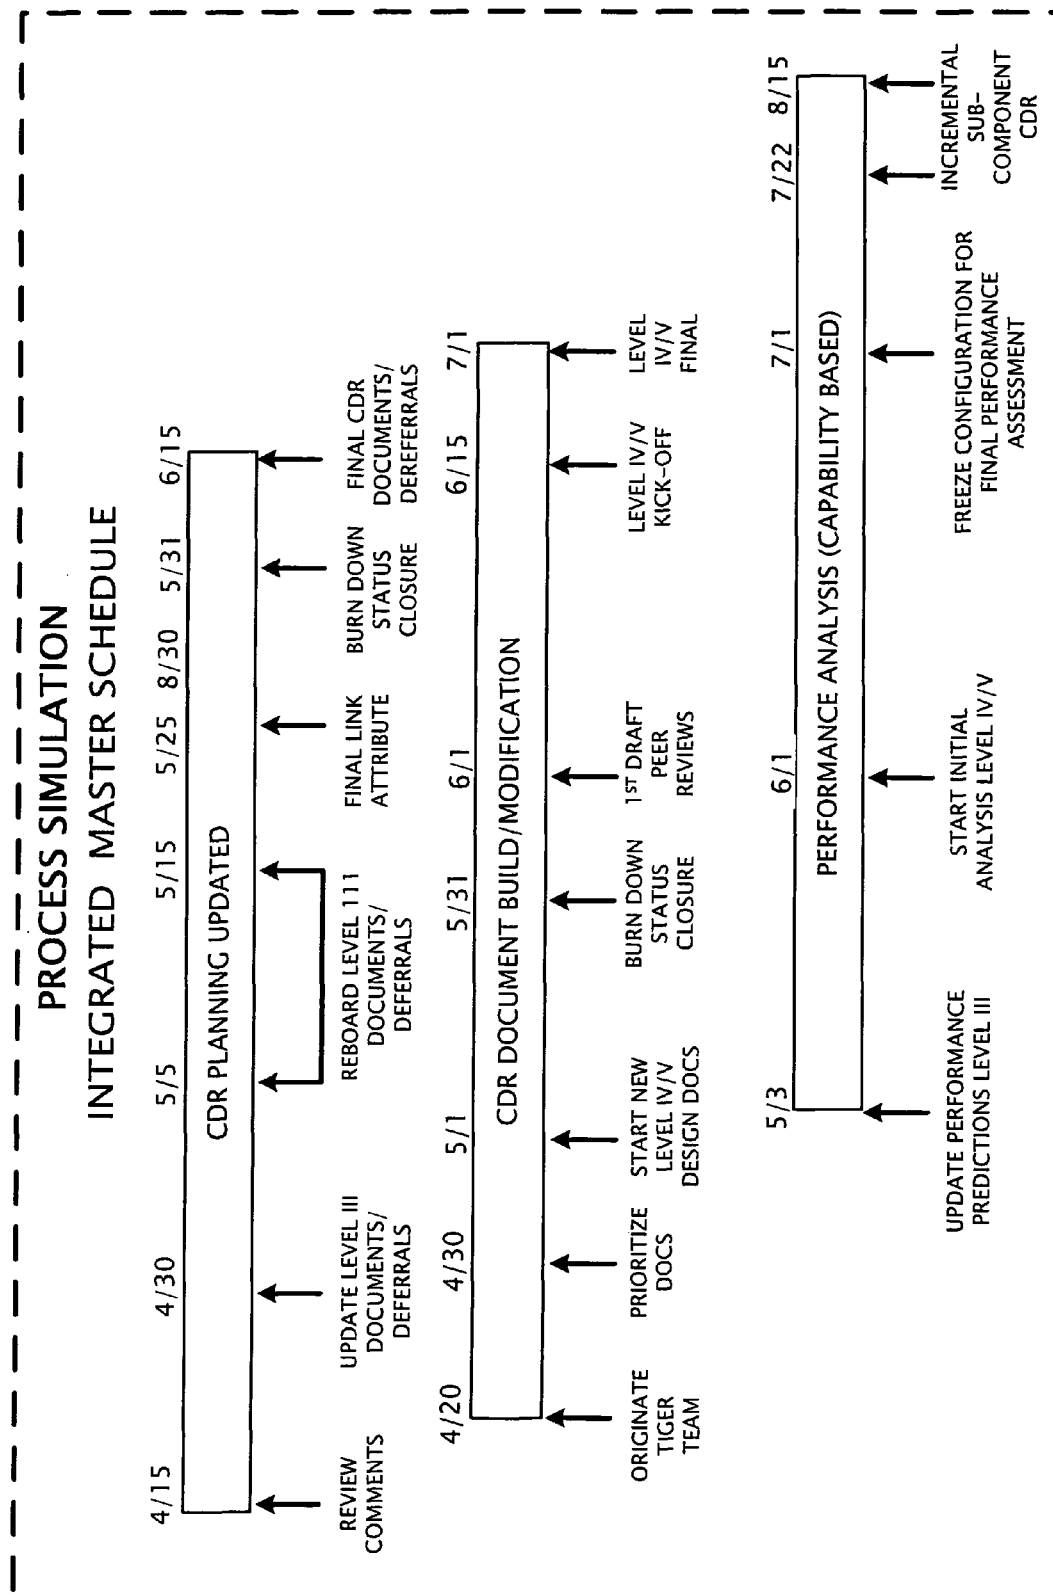 PROCESS SIMULATION
INTEGRATED MASTER SCHEDULE
4/15
4/30
5/5
5/15
5/25
8/30
5/31
6/15
CDR PLANNING UPDATED
REVIEW
COMMENTS
UPDATE LEVEL III
DOCUMENTS/
DEFERRALS
REBOARD LEVEL 111
DOCUMENTS/
DEFERRALS
FINAL LINK
ATTRIBUTE
BURN DOWN
STATUS
CLOSURE
FINAL CDR
DOCUMENTS/
DEREFERRALS
4/20
4/30
5/1
5/31
6/1
6/15
7/1
CDR DOCUMENT BUILD/MODIFICATION
ORIGINATE
TIGER
TEAM
PRIORITIZE
DOCS
START NEW
LEVEL IV/V
DESIGN DOCS
BURN DOWN
STATUS
CLOSURE
1ST DRAFT
PEER
REVIEWS
LEVEL IV/V
KICK-OFF
LEVEL
IV/V
FINAL
5/3
6/1
7/1
7/22
8/15
PERFORMANCE ANALYSIS (CAPABILITY BASED)
UPDATE PERFORMANCE
PREDICTIONS LEVEL III
START INITIAL
ANALYSIS LEVEL IV/V
FREEZE CONFIGURATION FOR
FINAL PERFORMANCE
ASSESSMENT
INCREMENTAL
SUB-
COMPONENT
CDR